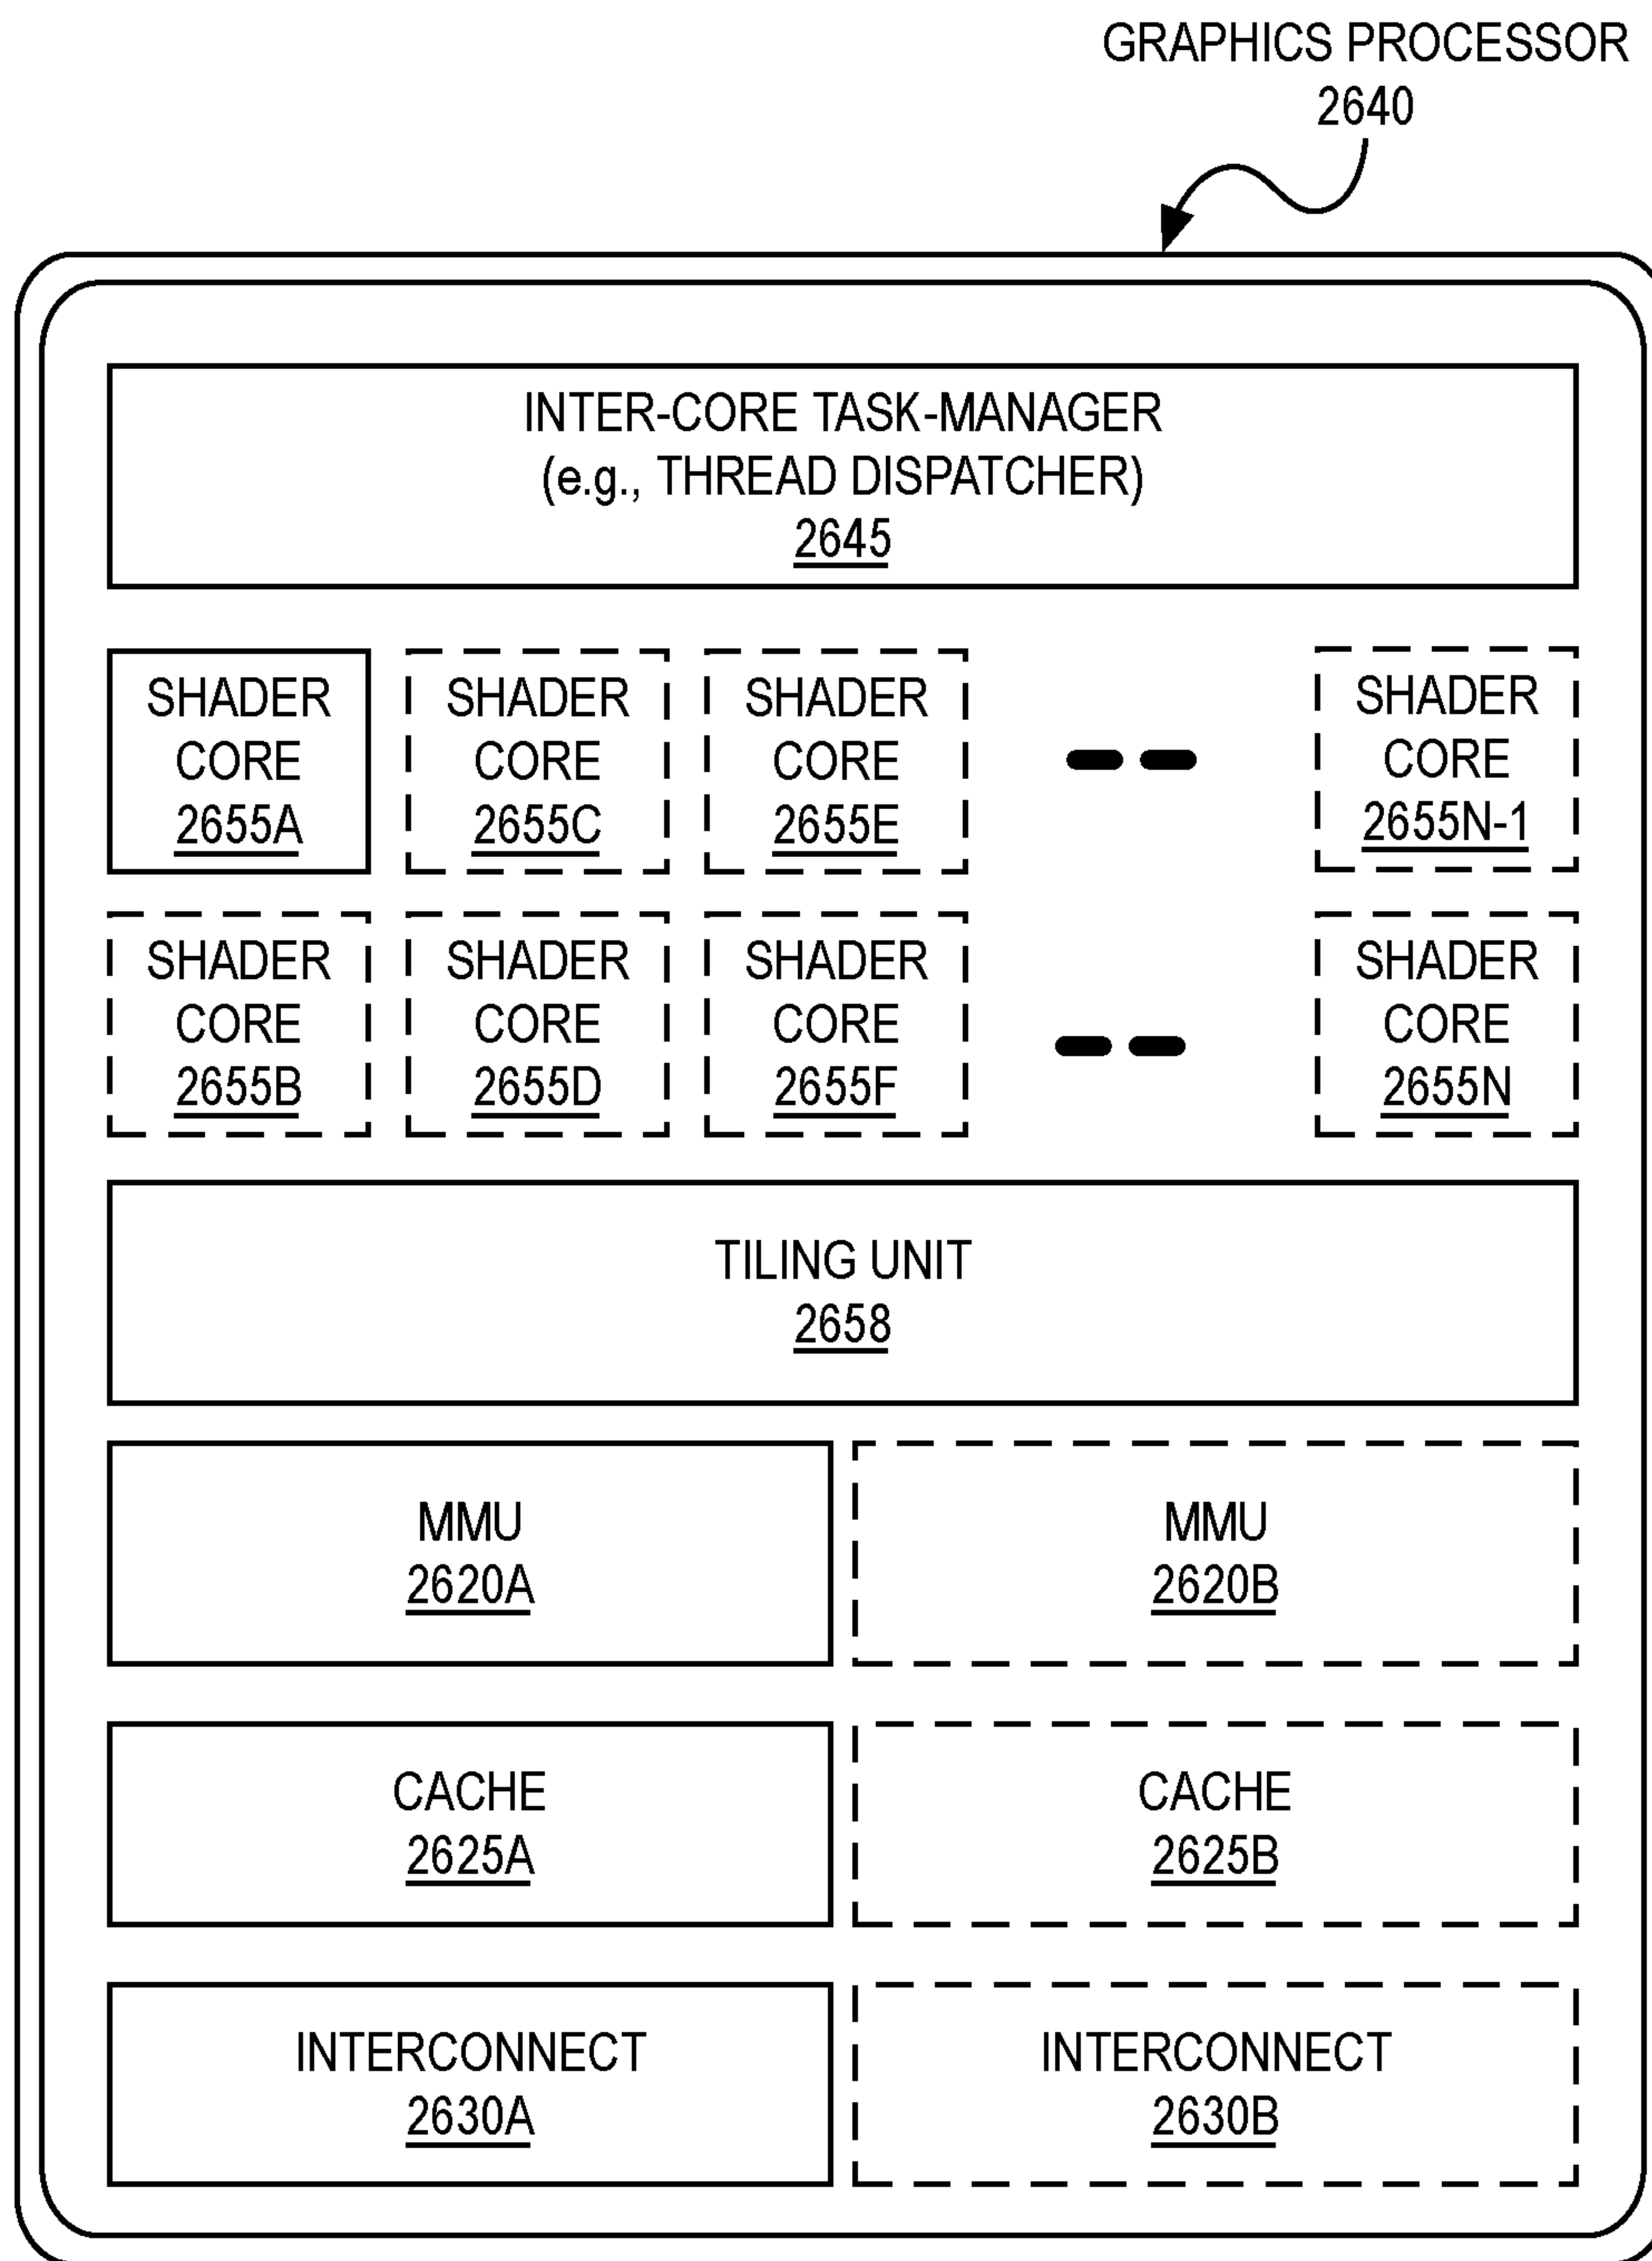 GRAPHICS PROCESSOR
2640
INTER-CORE TASK-MANAGER
(e.g., THREAD DISPATCHER)
2645
SHADER
CORE
2655A
SHADER
CORE
2655C
SHADER
CORE
2655E
SHADER
CORE
2655N-1
SHADER
CORE
2655B
SHADER
CORE
2655D
SHADER
CORE
2655F
SHADER
CORE
2655N
TILING UNIT
2658
MMU
2620A
MMU
2620B
CACHE
2625A
CACHE
2625B
INTERCONNECT
2630A
INTERCONNECT
2630B